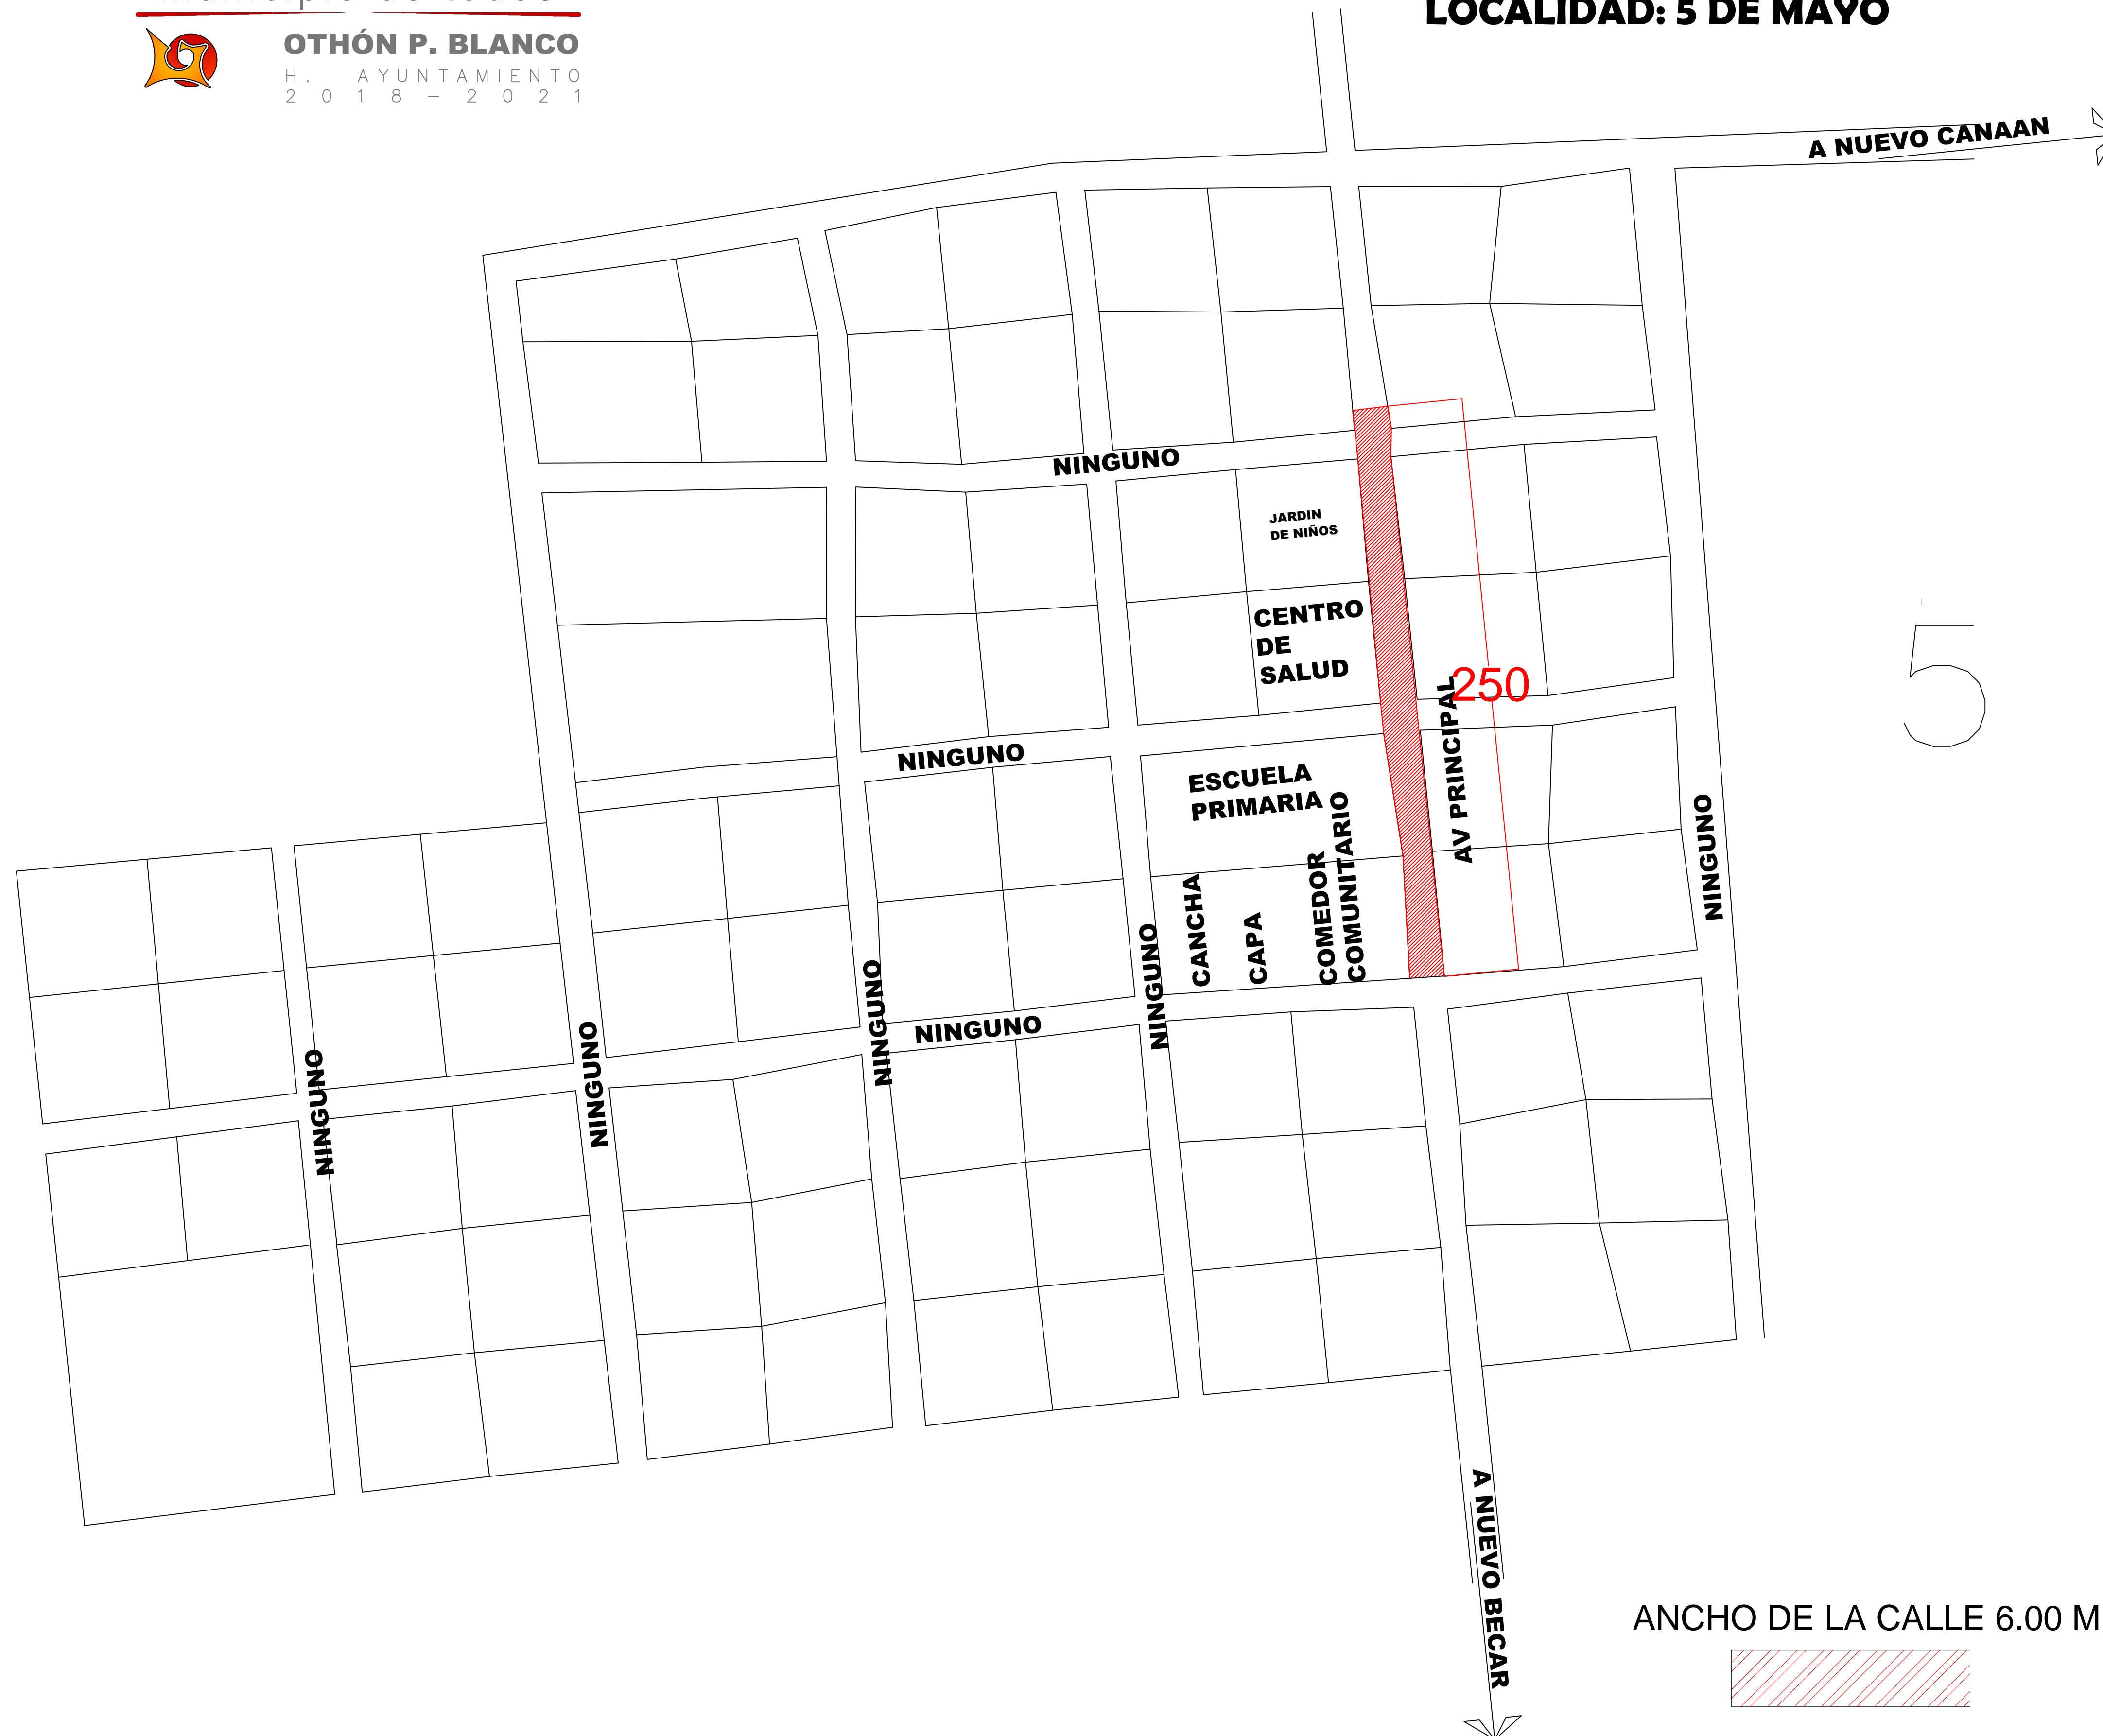 LOCALIDAD: 5 DE MAYO
OTHÓN P. BLANCO
H. AYUNTAMIENTO
2018-2021
A NUEVO CANAAN
NINGUNO
JARDIN
DE NIÑOS
CENTRO
DE
SALUD
250
5
AV PRINCIPAL
NINGUNO
ESCUELA
PRIMARIA
NINGUNO
CANCHA
CAPA
COMEDOR
COMUNITARIO
NINGUNO
NINGUNO
NINGUNO
NINGUNO
NINGUNO
A NUEVO BECAR
ANCHO DE LA CALLE 6.00 M